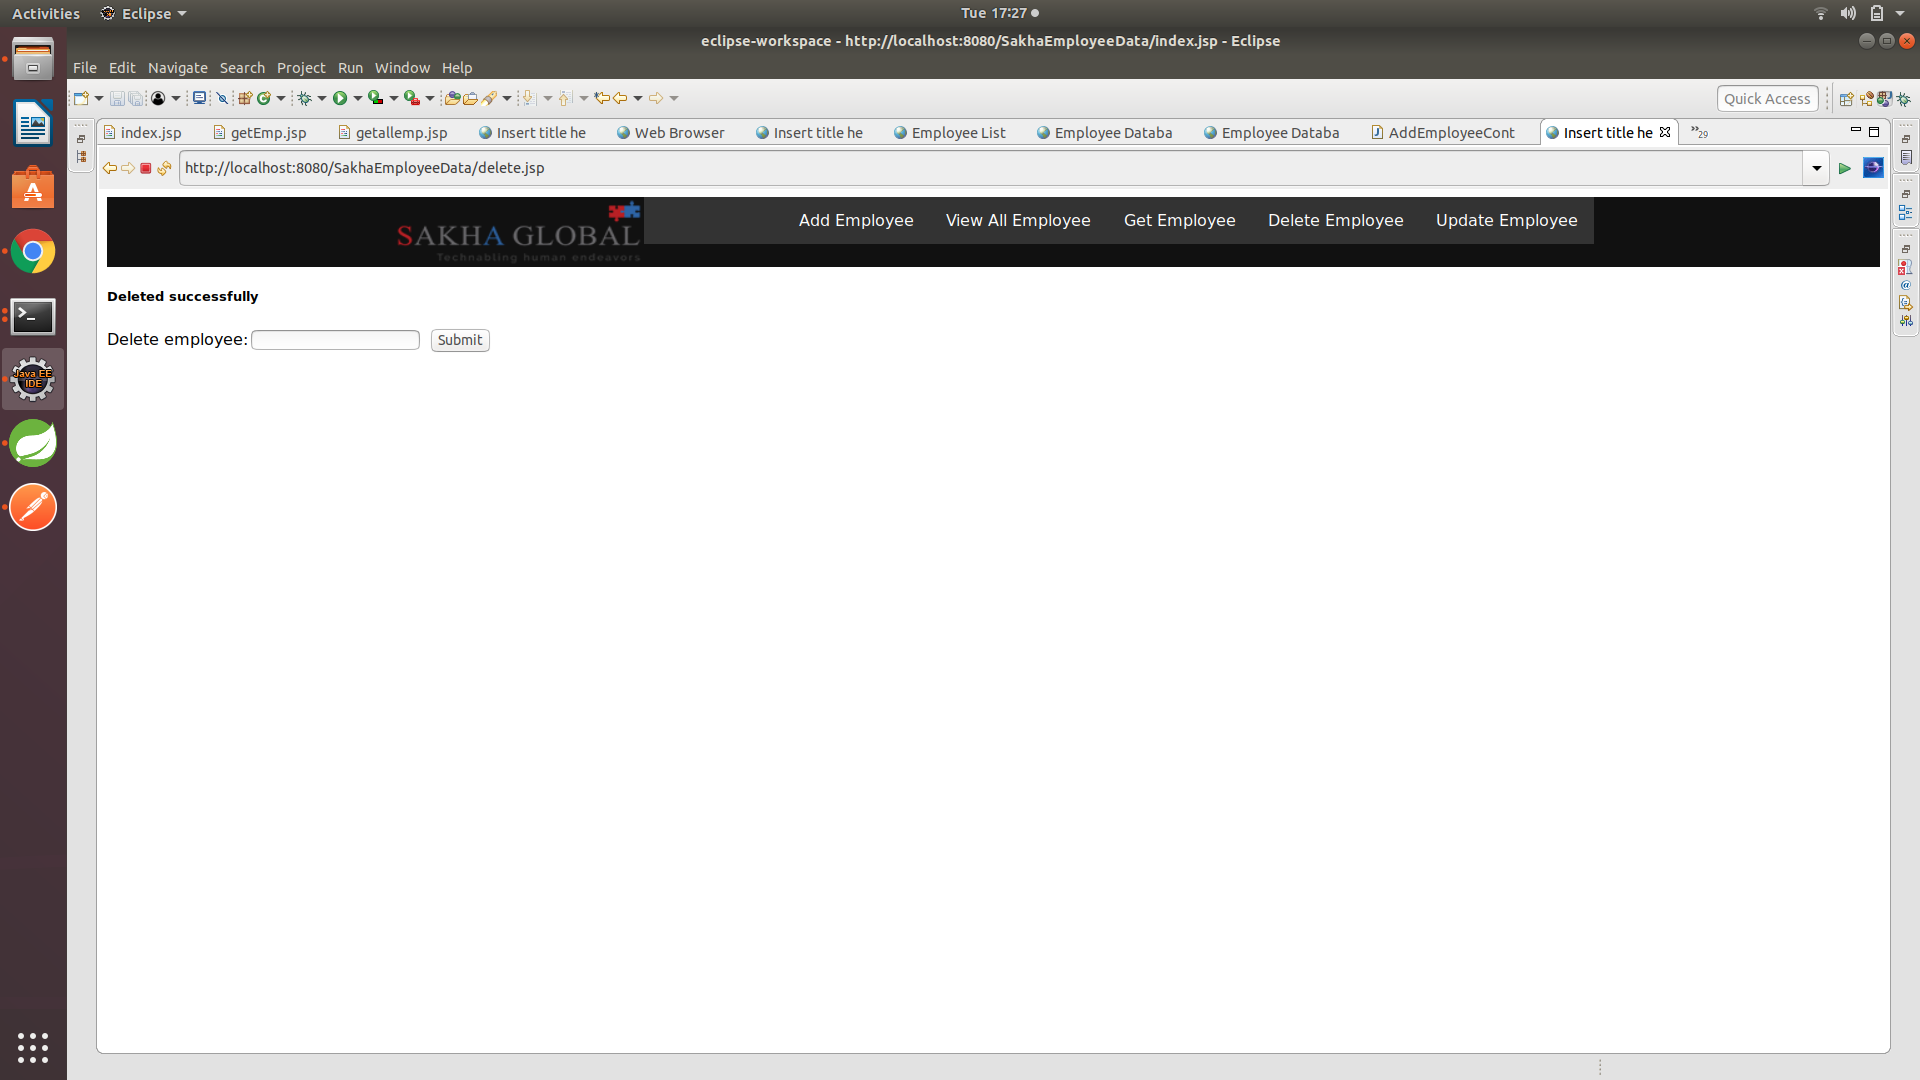 Activities Eclipse Tue 17:27
eclipse-workspace - http://localhost:8080/SakhaEmployeeData/index.jsp - Eclipse
File Edit Navigate Search Project Run Window Help
Quick Access
index.jsp getEmp.jsp getallemp.jsp Insert title he Web Browser Insert title he Employee List Employee Databa Employee Databa AddEmployeeCont Insert title he »29
http://localhost:8080/SakhaEmployeeData/delete.jsp
SAKHA GLOBAL
Technabling human endeavors
Add Employee View All Employee Get Employee Delete Employee Update Employee
Deleted successfully
Delete employee: Submit
Java EE
IDE